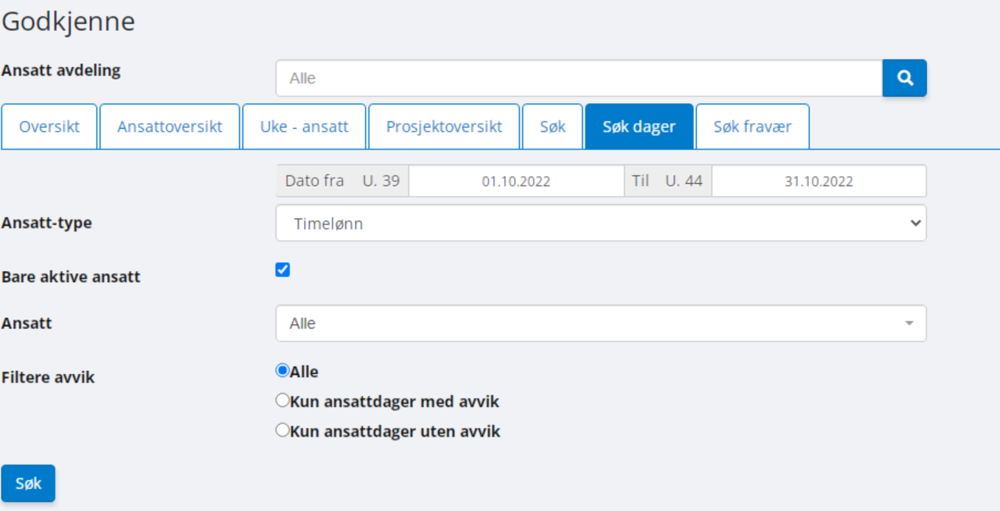 Godkjenne
Ansatt avdeling Alle
Oversikt Ansattoversikt Uke - ansatt Prosjektoversikt Søk Søk dager Søk fravær
Dato fra U. 39 01.10.2022 Til U. 44 31.10.2022
Ansatt-type Timelønn
Bare aktive ansatt
Ansatt Alle
Filtere avvik Alle
Kun ansattdager med avvik
Kun ansattdager uten avvik
Søk